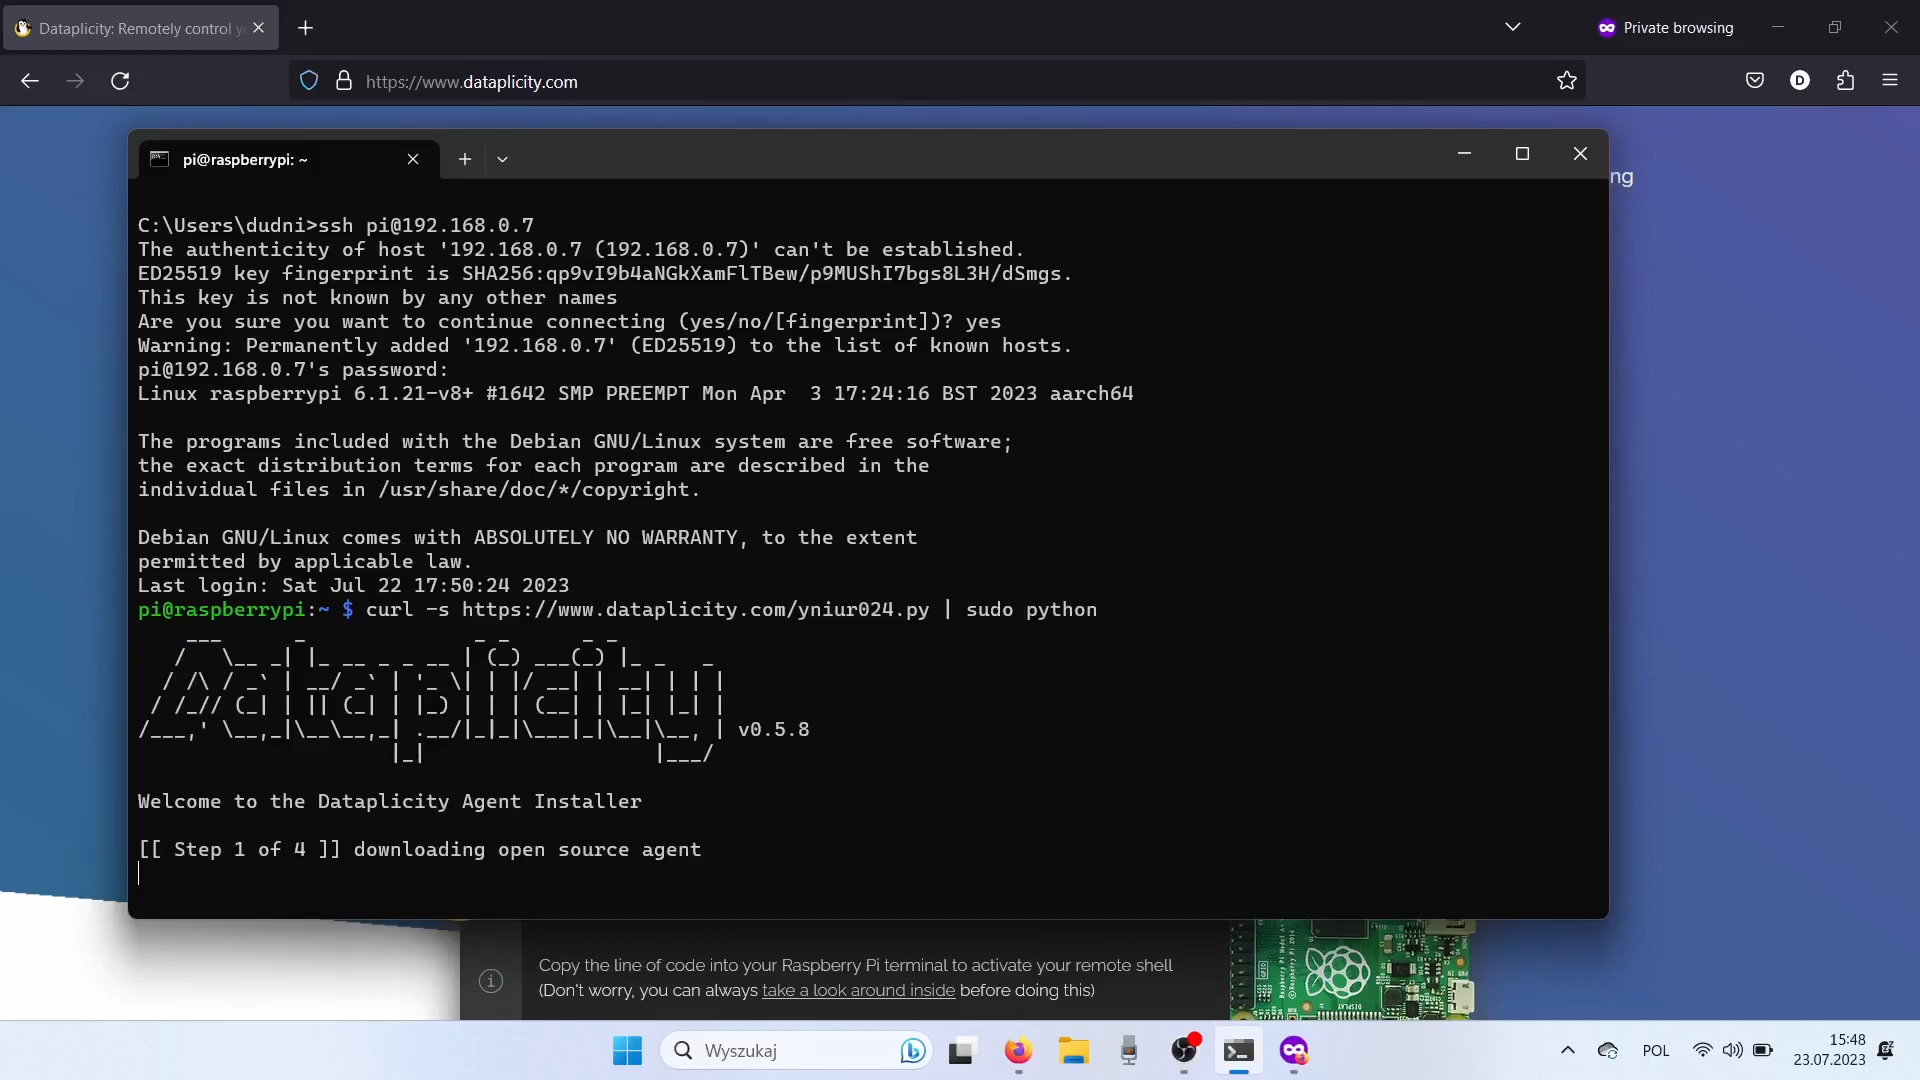 Dataplicity: Remotely control yo
Private browsing
https://www.dataplicity.com
pi@raspberrypi: ~
ng
C:\Users\dudni>ssh pi@192.168.0.7
The authenticity of host '192.168.0.7 (192.168.0.7)' can't be established.
ED25519 key fingerprint is SHA256:qp9vI9b4aNGkXamFlTBew/p9MUShI7bgs8L3H/dSmgs.
This key is not known by any other names
Are you sure you want to continue connecting (yes/no/[fingerprint])? yes
Warning: Permanently added '192.168.0.7' (ED25519) to the list of known hosts.
pi@192.168.0.7's password:
Linux raspberrypi 6.1.21-v8+ #1642 SMP PREEMPT Mon Apr  3 17:24:16 BST 2023 aarch64
The programs included with the Debian GNU/Linux system are free software;
the exact distribution terms for each program are described in the
individual files in /usr/share/doc/*/copyright.
Debian GNU/Linux comes with ABSOLUTELY NO WARRANTY, to the extent
permitted by applicable law.
Last login: Sat Jul 22 17:50:24 2023
pi@raspberrypi:~ $ curl -s https://www.dataplicity.com/yniur024.py | sudo python
Dataplicity v0.5.8
Welcome to the Dataplicity Agent Installer
[[ Step 1 of 4 ]] downloading open source agent
Copy the line of code into your Raspberry Pi terminal to activate your remote shell
(Don't worry, you can always take a look around inside before doing this)
Wyszukaj
POL
15:48
23.07.2023